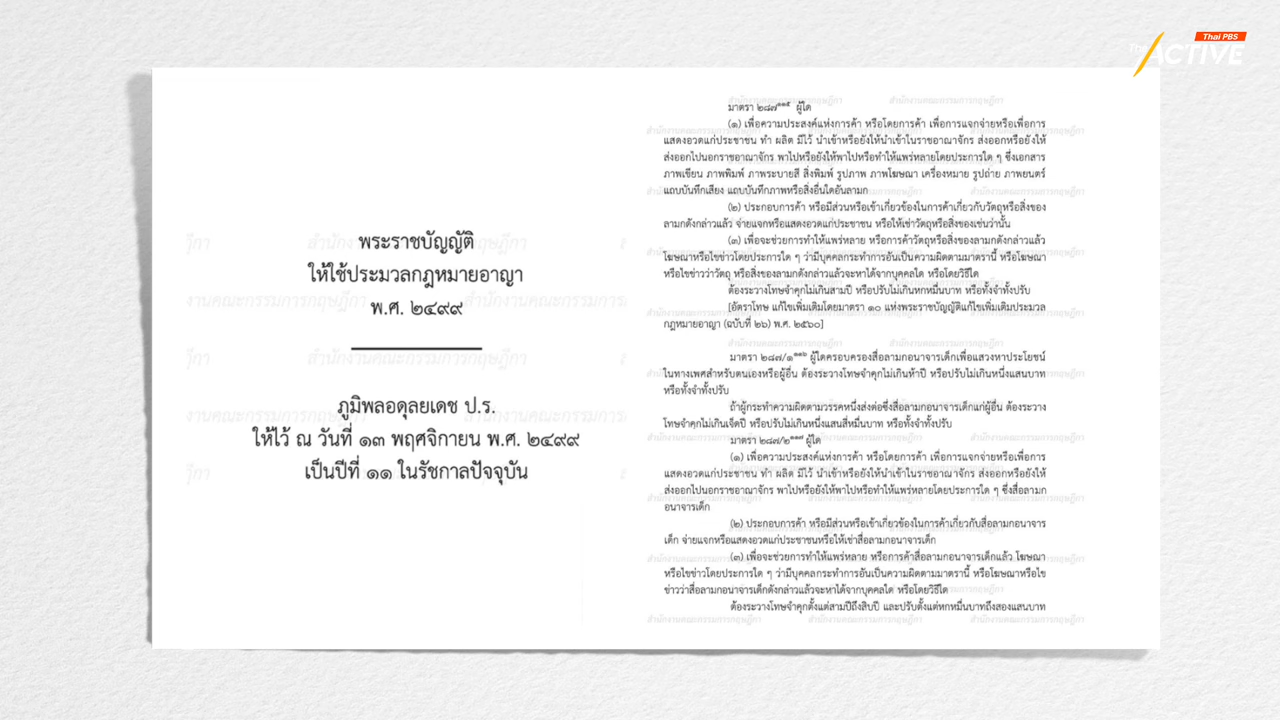 Thai PBS
The ACTIVE
พระราชบัญญัติ
ให้ใช้ประมวลกฎหมายอาญา
พ.ศ. ๒๔๙๙
ภูมิพลอดุลยเดช ป.ร.
ให้ไว้ ณ วันที่ ๑๓ พฤศจิกายน พ.ศ. ๒๔๙๙
เป็นปีที่ ๑๑ ในรัชกาลปัจจุบัน
มาตรา ๒๘๗๑๑๕ ผู้ใด
(๑) เพื่อความประสงค์แห่งการค้า หรือโดยการค้า เพื่อการแจกจ่ายหรือเพื่อการ
แสดงอวดแก่ประชาชน ทำ ผลิต มีไว้ นำเข้าหรือยังให้นำเข้าในราชอาณาจักร ส่งออกหรือยังให้
ส่งออกไปนอกราชอาณาจักร พาไปหรือยังให้พาไปหรือทำให้แพร่หลายโดยประการใด ๆ ซึ่งเอกสาร
ภาพเขียน ภาพพิมพ์ ภาพระบายสี สิ่งพิมพ์ รูปภาพ ภาพโฆษณา เครื่องหมาย รูปถ่าย ภาพยนตร์
แถบบันทึกเสียง แถบบันทึกภาพหรือสิ่งอื่นใดอันลามก
(๒) ประกอบการค้า หรือมีส่วนหรือเข้าเกี่ยวข้องในการค้าเกี่ยวกับวัตถุหรือสิ่งของ
ลามกดังกล่าวแล้ว จ่ายแจกหรือแสดงอวดแก่ประชาชน หรือให้เช่าวัตถุหรือสิ่งของเช่นว่านั้น
(๓) เพื่อจะช่วยการทำให้แพร่หลาย หรือการค้าวัตถุหรือสิ่งของลามกดังกล่าวแล้ว
โฆษณาหรือไขข่าวโดยประการใด ๆ ว่ามีบุคคลกระทำการอันเป็นความผิดตามมาตรานี้ หรือโฆษณา
หรือไขข่าวว่าวัตถุ หรือสิ่งของลามกดังกล่าวแล้วจะหาได้จากบุคคลใด หรือโดยวิธีใด
ต้องระวางโทษจำคุกไม่เกินสามปี หรือปรับไม่เกินหกหมื่นบาท หรือทั้งจำทั้งปรับ
[อัตราโทษ แก้ไขเพิ่มเติมโดยมาตรา ๑๐ แห่งพระราชบัญญัติแก้ไขเพิ่มเติมประมวล
กฎหมายอาญา (ฉบับที่ ๒๖) พ.ศ. ๒๕๖๐]
มาตรา ๒๘๗/๑๑๑๖ ผู้ใดครอบครองสื่อลามกอนาจารเด็กเพื่อแสวงหาประโยชน์
ในทางเพศสำหรับตนเองหรือผู้อื่น ต้องระวางโทษจำคุกไม่เกินห้าปี หรือปรับไม่เกินหนึ่งแสนบาท
หรือทั้งจำทั้งปรับ
ถ้าผู้กระทำความผิดตามวรรคหนึ่งส่งต่อซึ่งสื่อลามกอนาจารเด็กแก่ผู้อื่น ต้องระวาง
โทษจำคุกไม่เกินเจ็ดปี หรือปรับไม่เกินหนึ่งแสนสี่หมื่นบาท หรือทั้งจำทั้งปรับ
มาตรา ๒๘๗/๒๑๑๗ ผู้ใด
(๑) เพื่อความประสงค์แห่งการค้า หรือโดยการค้า เพื่อการแจกจ่ายหรือเพื่อการ
แสดงอวดแก่ประชาชน ทำ ผลิต มีไว้ นำเข้าหรือยังให้นำเข้าในราชอาณาจักร ส่งออกหรือยังให้
ส่งออกไปนอกราชอาณาจักร พาไปหรือยังให้พาไปหรือทำให้แพร่หลายโดยประการใด ๆ ซึ่งสื่อลามก
อนาจารเด็ก
(๒) ประกอบการค้า หรือมีส่วนหรือเข้าเกี่ยวข้องในการค้าเกี่ยวกับสื่อลามกอนาจาร
เด็ก จ่ายแจกหรือแสดงอวดแก่ประชาชนหรือให้เช่าสื่อลามกอนาจารเด็ก
(๓) เพื่อจะช่วยการทำให้แพร่หลาย หรือการค้าสื่อลามกอนาจารเด็กแล้ว โฆษณา
หรือไขข่าวโดยประการใด ๆ ว่ามีบุคคลกระทำการอันเป็นความผิดตามมาตรานี้ หรือโฆษณาหรือไข
ข่าวว่าสื่อลามกอนาจารเด็กดังกล่าวแล้วจะหาได้จากบุคคลใด หรือโดยวิธีใด
ต้องระวางโทษจำคุกตั้งแต่สามปีถึงสิบปี และปรับตั้งแต่หกหมื่นบาทถึงสองแสนบาท